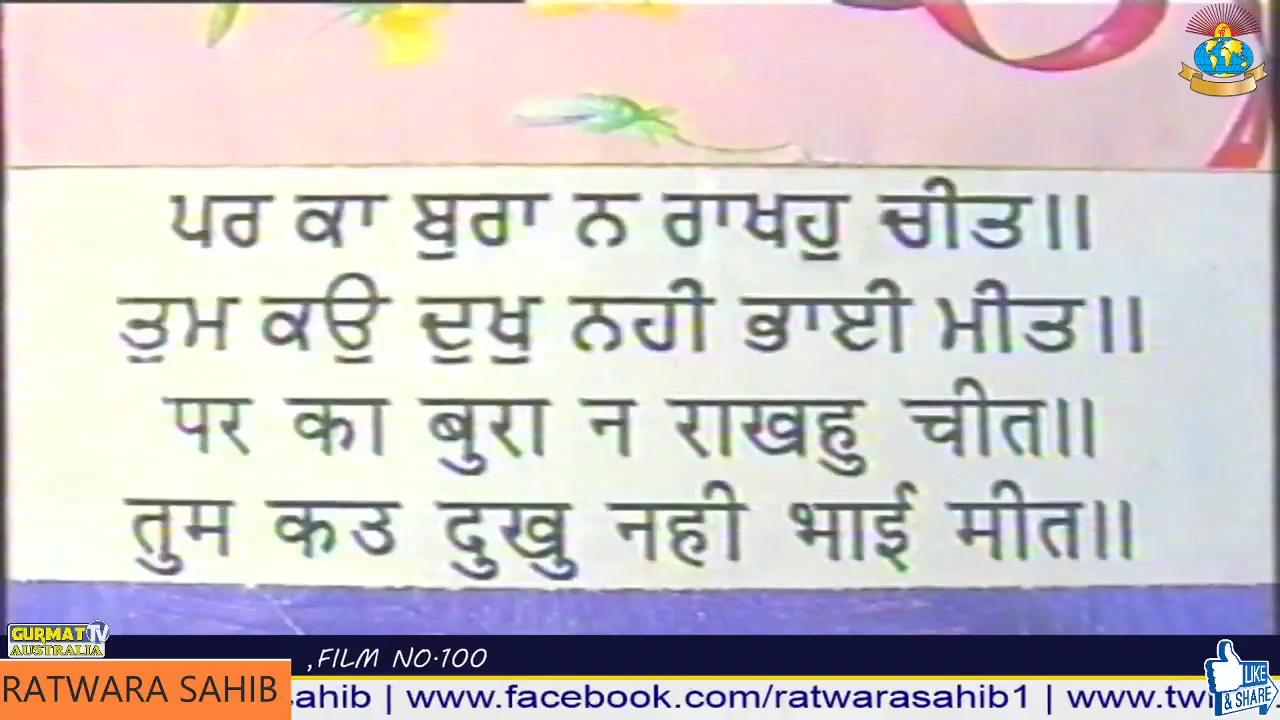 ਪਰ ਕਾ ਬੁਰਾ ਨ ਰਾਖਹੁ ਚੀਤ॥
ਤੁਮ ਕਉ ਦੁਖੁ ਨਹੀ ਭਾਈ ਮੀਤ॥
पर का बुरा न राखहु चीत॥
तुम कउ दुखु नही भाई मीत॥
GURMAT TV
AUSTRALIA
,FILM NO.100
RATWARA SAHIB
ahib | www.facebook.com/ratwarasahib1 | www.tw
LIKE
& SHARE